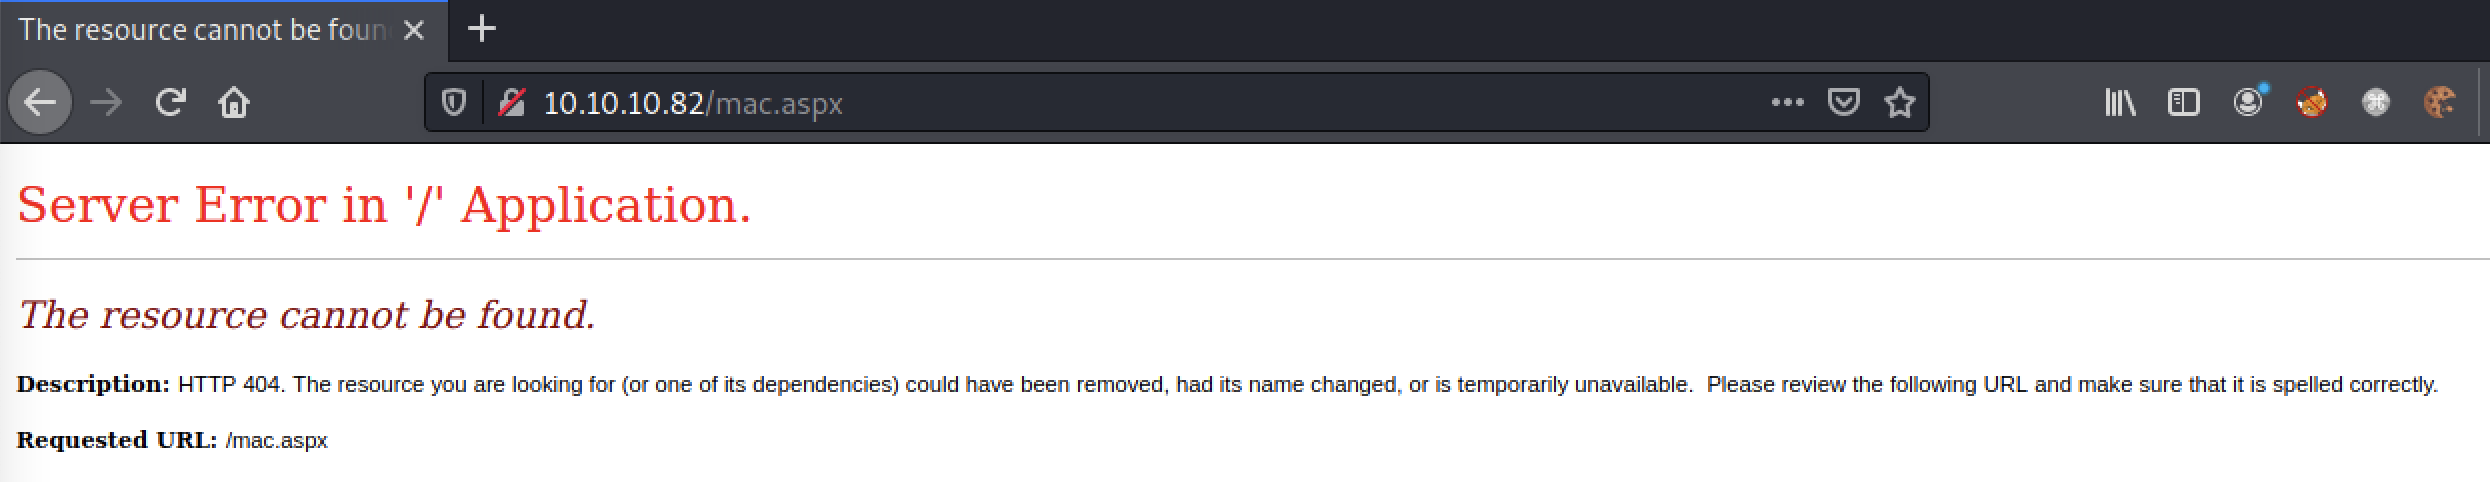 The resource cannot be foun
10.10.10.82/mac.aspx
Server Error in '/' Application.
The resource cannot be found.
Description: HTTP 404. The resource you are looking for (or one of its dependencies) could have been removed, had its name changed, or is temporarily unavailable.  Please review the following URL and make sure that it is spelled correctly.
Requested URL: /mac.aspx